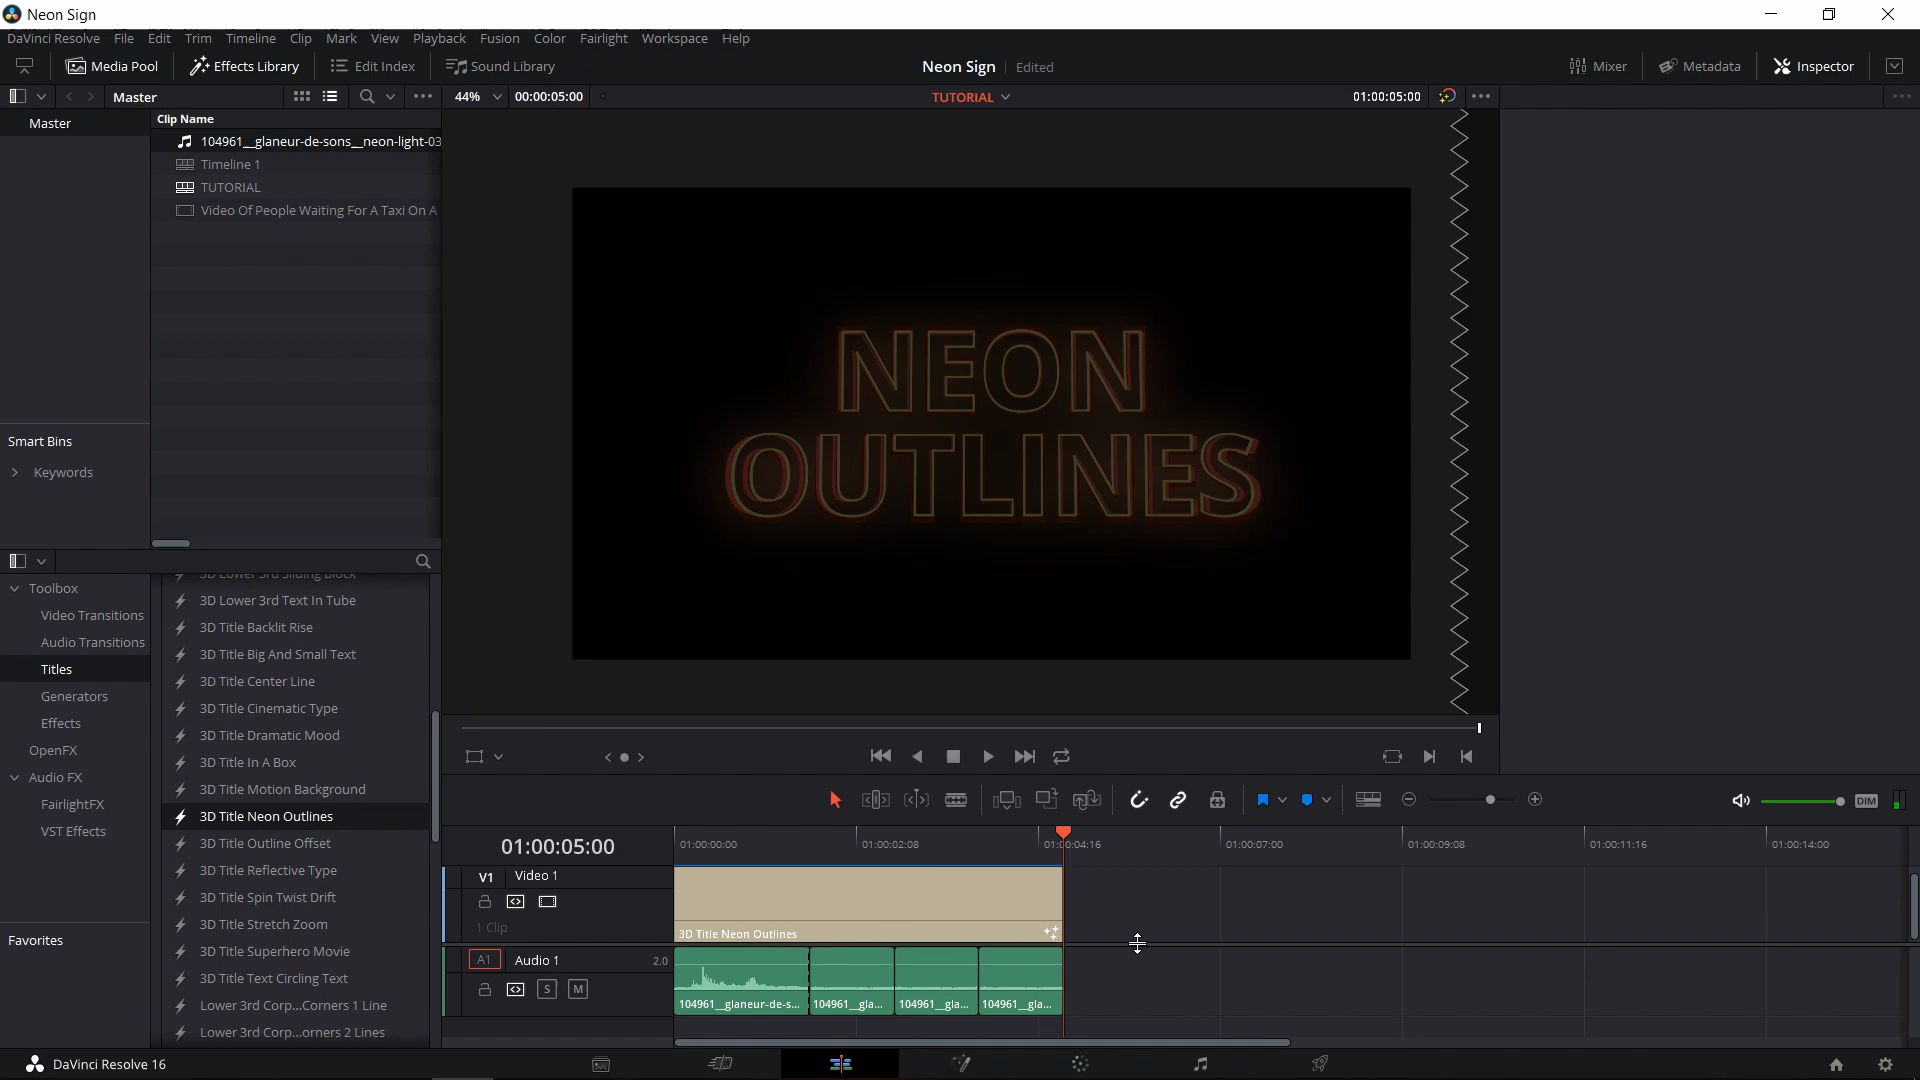 Neon Sign
DaVinci Resolve File Edit Trim Timeline Clip Mark View Playback Fusion Color Fairlight Workspace Help
Media Pool Effects Library Edit Index Sound Library Neon Sign Edited Mixer Metadata Inspector
Master 44% 00:00:05:00 TUTORIAL 01:00:05:00
Master
Clip Name
104961__glaneur-de-sons__neon-light-03
Timeline 1
TUTORIAL
Video Of People Waiting For A Taxi On A
NEON
OUTLINES
Smart Bins
Keywords
Toolbox
Video Transitions
Audio Transitions
Titles
Generators
Effects
OpenFX
Audio FX
FairlightFX
VST Effects
Favorites
3D Lower 3rd Sliding Block
3D Lower 3rd Text In Tube
3D Title Backlit Rise
3D Title Big And Small Text
3D Title Center Line
3D Title Cinematic Type
3D Title Dramatic Mood
3D Title In A Box
3D Title Motion Background
3D Title Neon Outlines
3D Title Outline Offset
3D Title Reflective Type
3D Title Spin Twist Drift
3D Title Stretch Zoom
3D Title Superhero Movie
3D Title Text Circling Text
Lower 3rd Corp...Corners 1 Line
Lower 3rd Corp...orners 2 Lines
DIM
01:00:05:00 01:00:00:00 01:00:02:08 01:00:04:16 01:00:07:00 01:00:09:08 01:00:11:16 01:00:14:00
V1 Video 1
1 Clip
3D Title Neon Outlines
A1 Audio 1 2.0
S M
104961__glaneur-de-s... 104961__gla... 104961__gla... 104961__gla...
DaVinci Resolve 16